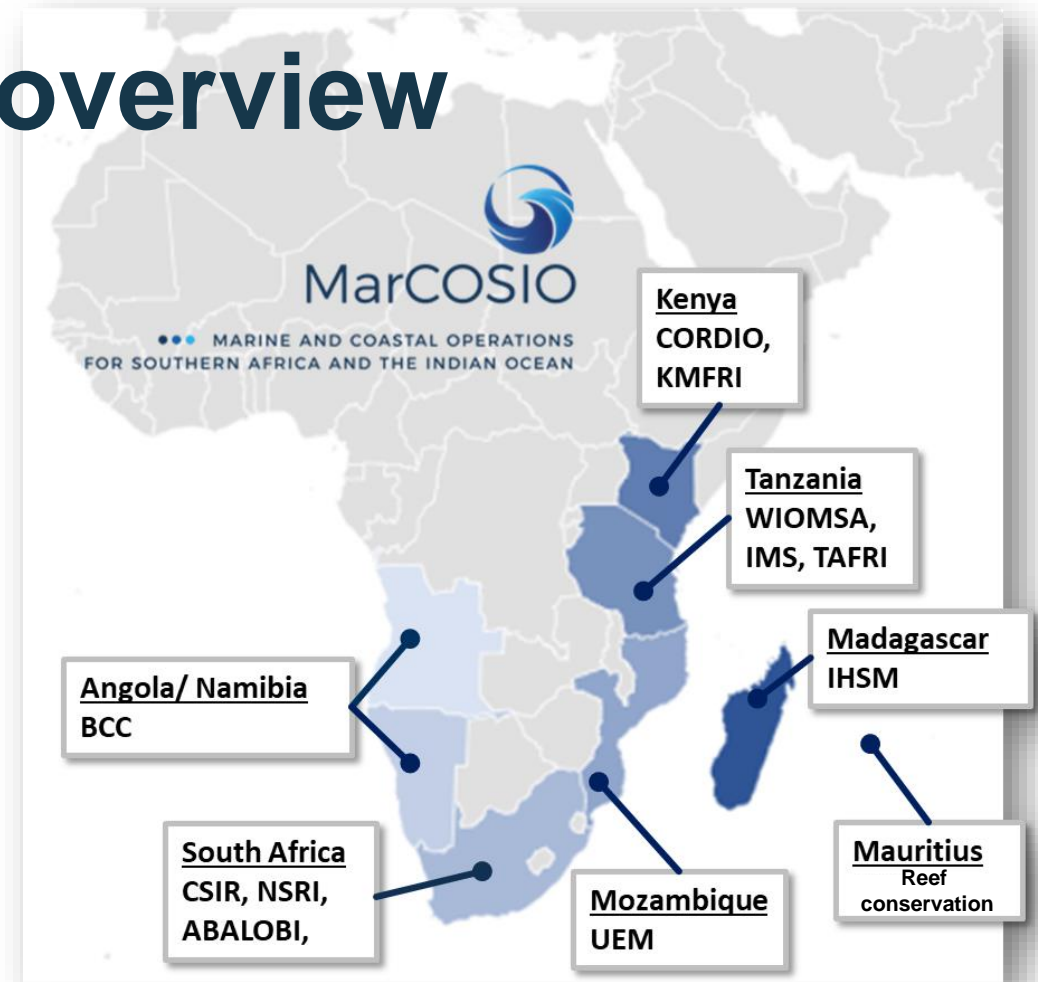 overview
MarCOSIO
MARINE AND COASTAL OPERATIONS
FOR SOUTHERN AFRICA AND THE INDIAN OCEAN
Kenya
CORDIO,
KMFRI
Tanzania
WIOMSA,
IMS, TAFRI
Madagascar
IHSM
Angola/ Namibia
BCC
South Africa
CSIR, NSRI,
ABALOBI,
Mozambique
UEM
Mauritius
Reef
conservation